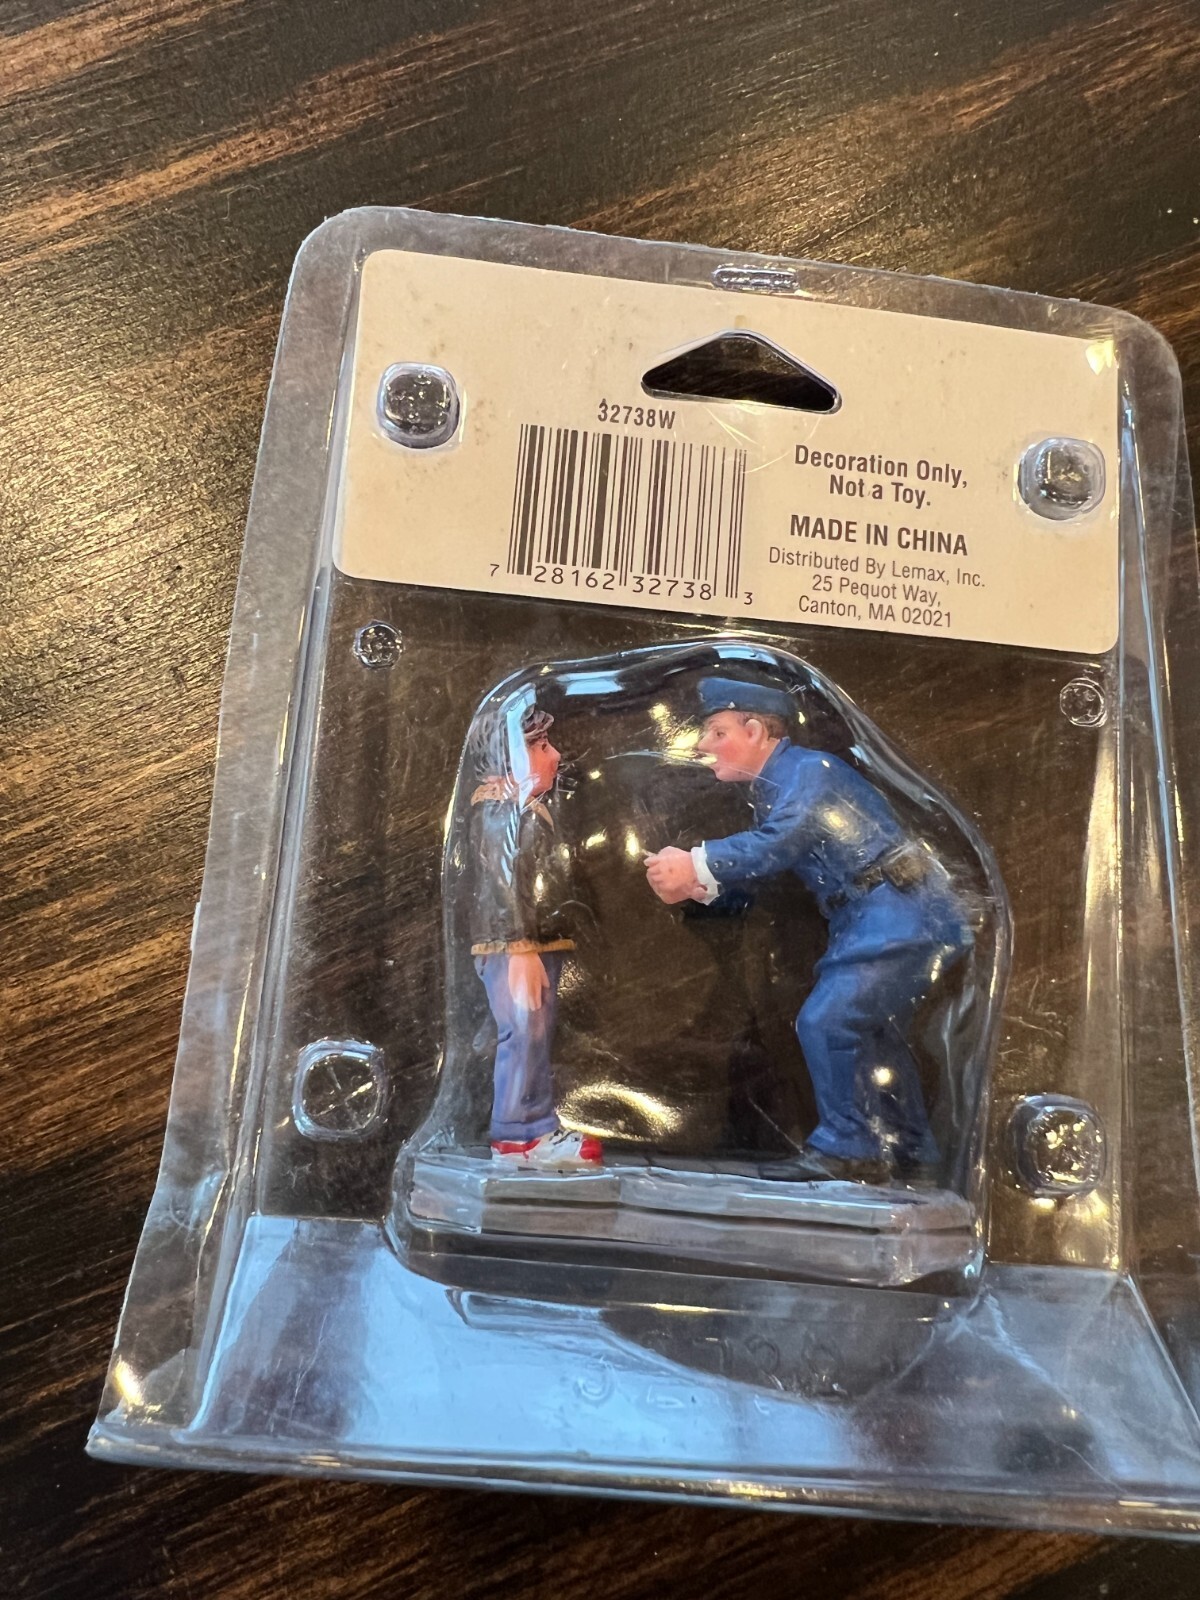 32738W
7 28162 32738 3
Decoration Only,
Not a Toy.
MADE IN CHINA
Distributed By Lemax, Inc.
25 Pequot Way,
Canton, MA 02021